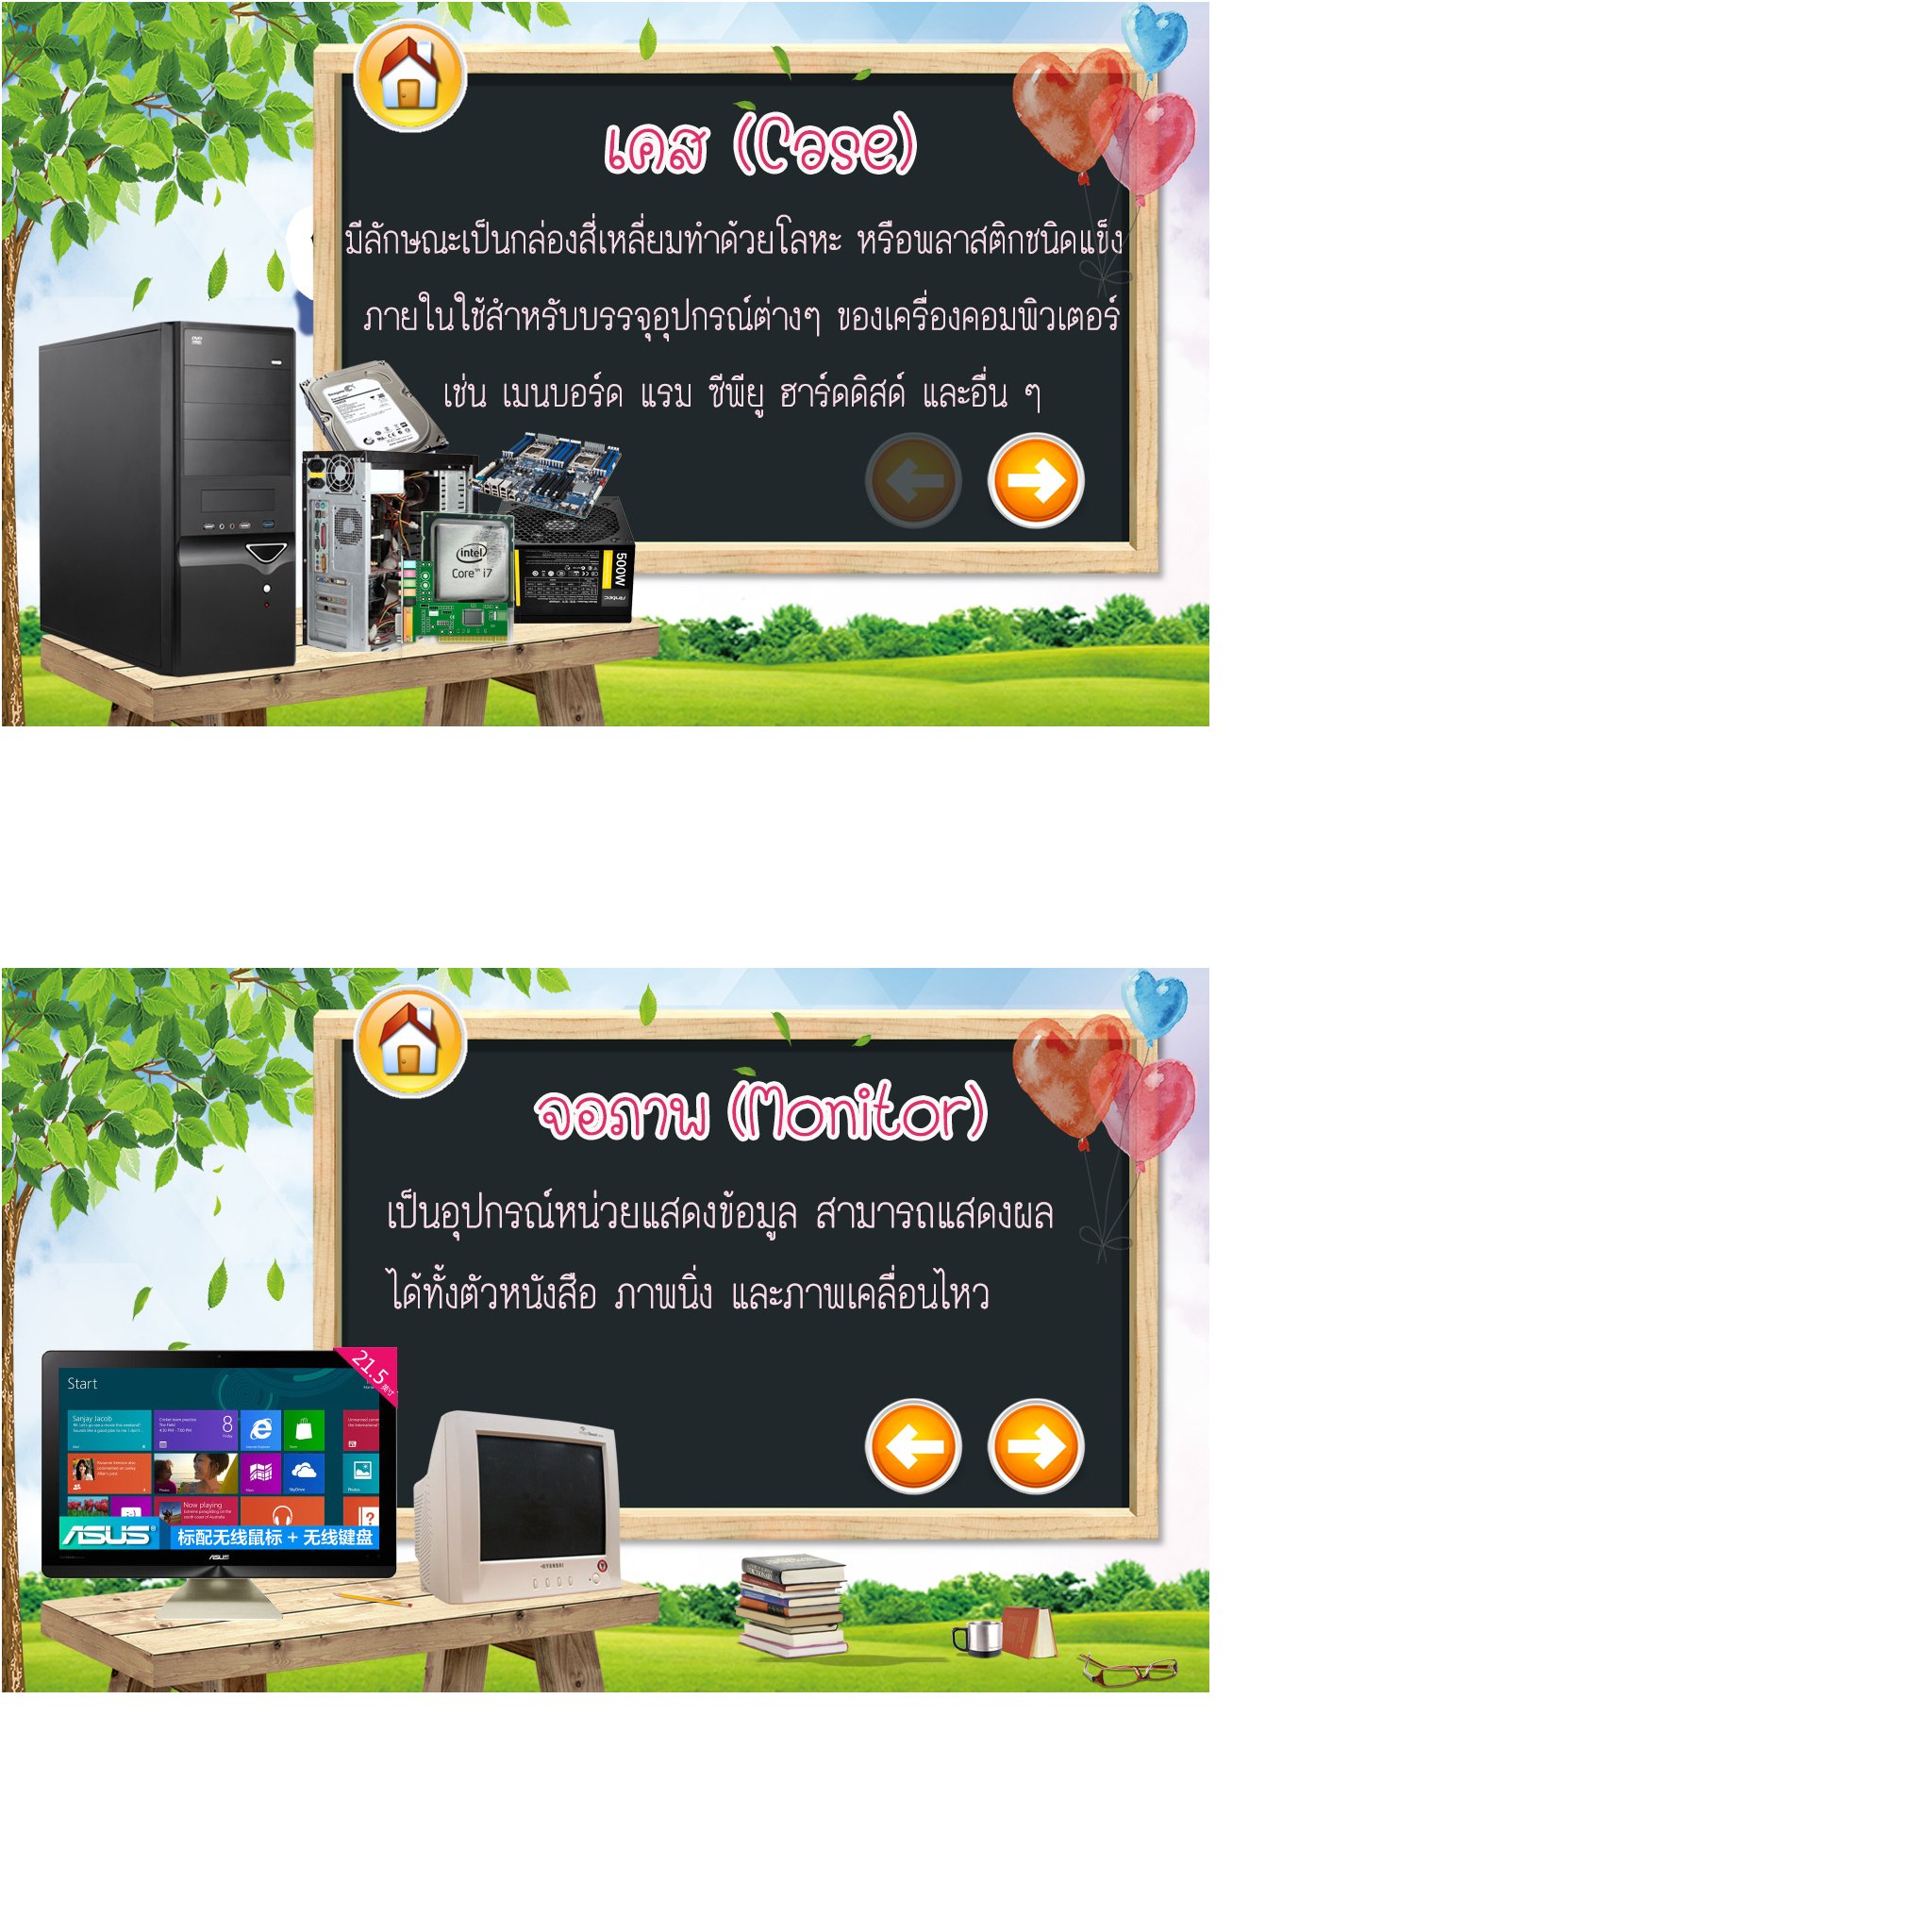 เคส (Case)
มีลักษณะเป็นกล่องสี่เหลี่ยมทำด้วยโลหะ หรือพลาสติกชนิดแข็ง
ภายในใช้สำหรับบรรจุอุปกรณ์ต่างๆ ของเครื่องคอมพิวเตอร์
เช่น เมนบอร์ด แรม ซีพียู ฮาร์ดดิสด์ และอื่น ๆ
intel
Core™ i7
500W
Antec
จอภาพ (Monitor)
เป็นอุปกรณ์หน่วยแสดงข้อมูล สามารถแสดงผล
ได้ทั้งตัวหนังสือ ภาพนิ่ง และภาพเคลื่อนไหว
21.5 英寸
Start
Sanjay Jacob
8
Now playing
ASUS
标配无线鼠标 + 无线键盘
ASUS
HYUNDAI